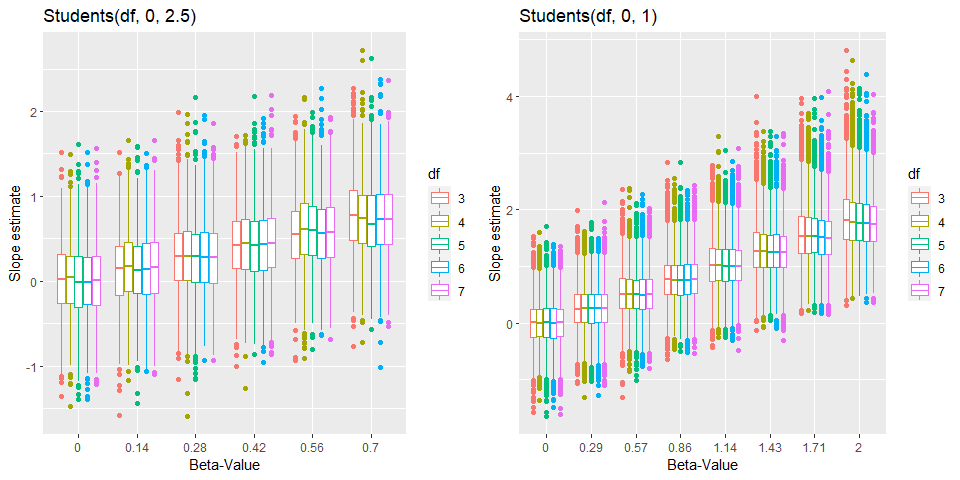 Students(df, 0, 2.5)
Slope estimate
2
1
0
-1
0 0.14 0.28 0.42 0.56 0.7
Beta-Value
df
3
4
5
6
7
Students(df, 0, 1)
Slope estimate
4
2
0
0 0.29 0.57 0.86 1.14 1.43 1.71 2
Beta-Value
df
3
4
5
6
7